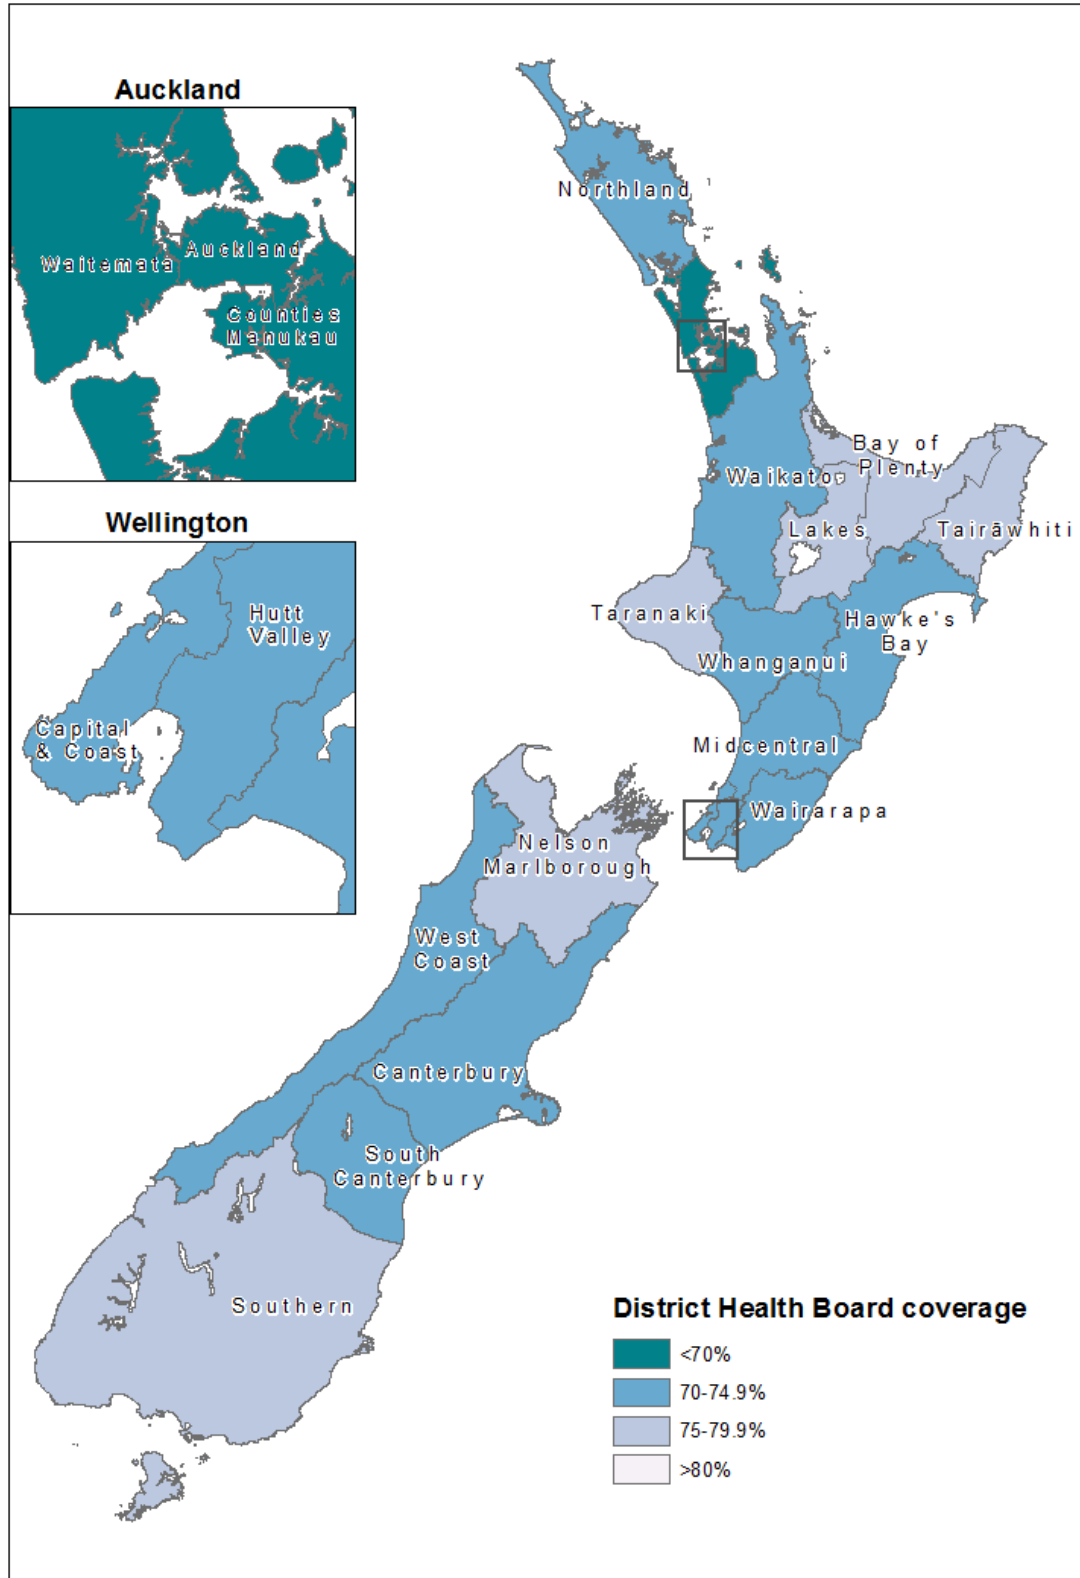 Auckland
Waitemata
Auckland
Counties
Manukau
Wellington
Hutt
Valley
Capital
& Coast
Northland
Waikato
Bay of
Plenty
Lakes
Tairāwhiti
Taranaki
Hawke's
Bay
Whanganui
Midcentral
Wairarapa
Nelson
Marlborough
West
Coast
Canterbury
South
Canterbury
Southern
District Health Board coverage
<70%
70-74.9%
75-79.9%
>80%